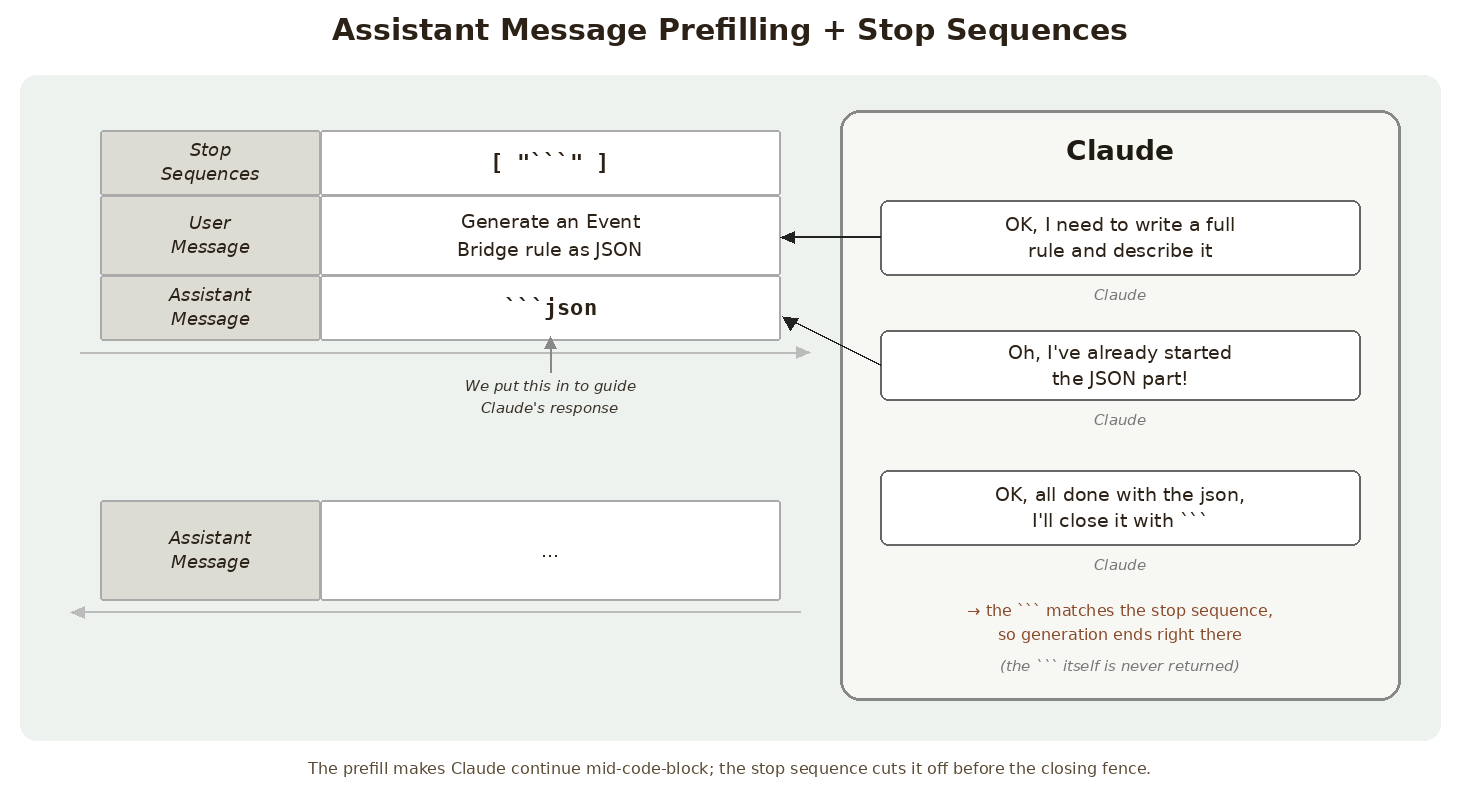 Assistant Message Prefilling + Stop Sequences
Stop
Sequences
[ "```" ]
User
Message
Generate an Event
Bridge rule as JSON
Assistant
Message
```json
We put this in to guide
Claude's response
Assistant
Message
...
Claude
OK, I need to write a full
rule and describe it
Claude
Oh, I've already started
the JSON part!
Claude
OK, all done with the json,
I'll close it with ```
Claude
→ the ``` matches the stop sequence,
so generation ends right there
(the ``` itself is never returned)
The prefill makes Claude continue mid-code-block; the stop sequence cuts it off before the closing fence.